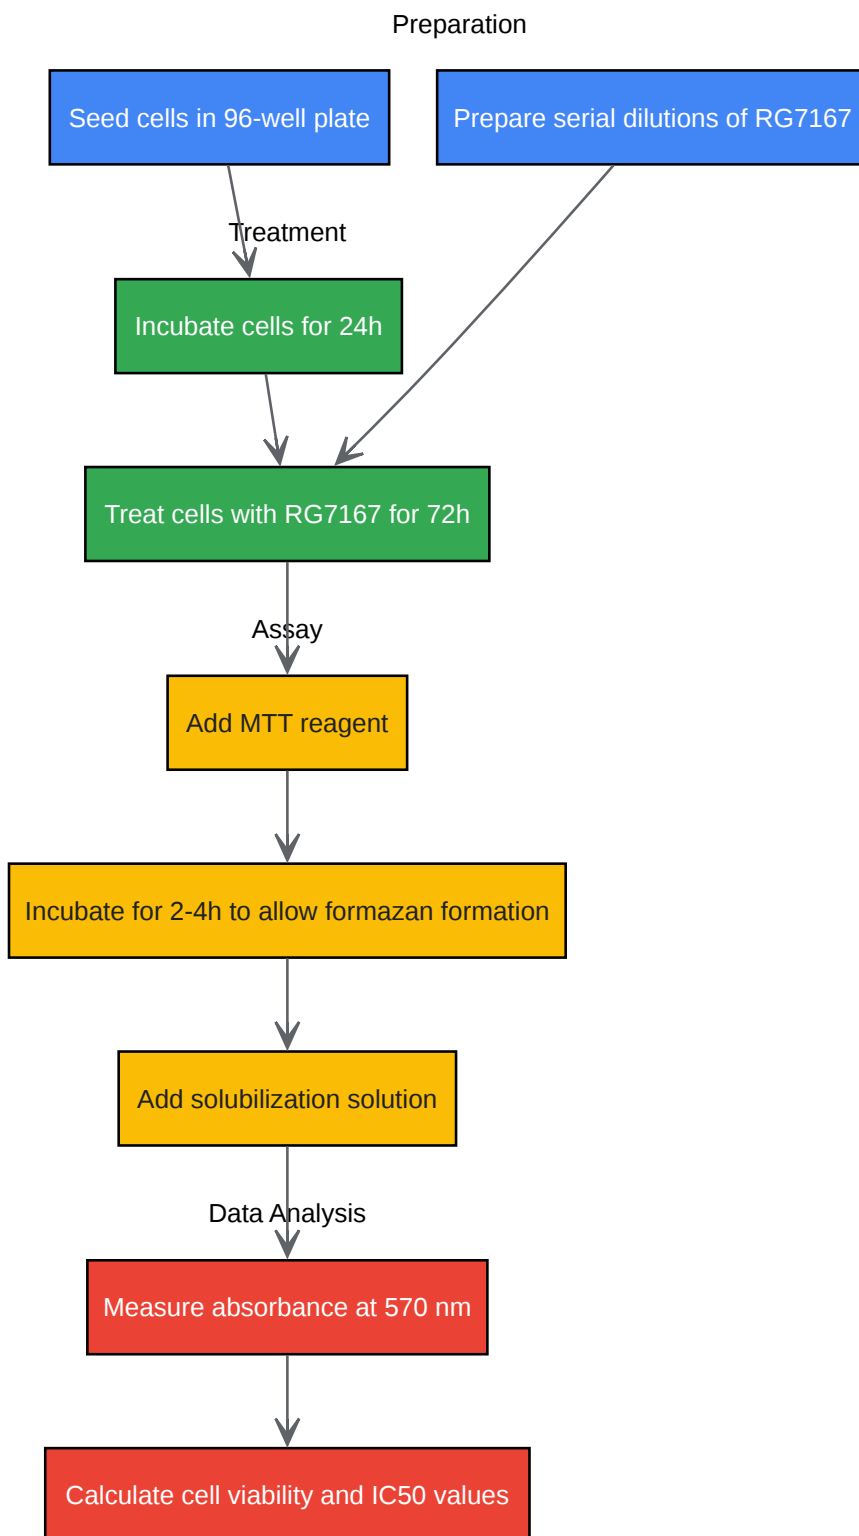 Preparation
Seed cells in 96-well plate
Prepare serial dilutions of RG7167
Treatment
Incubate cells for 24h
Treat cells with RG7167 for 72h
Assay
Add MTT reagent
Incubate for 2-4h to allow formazan formation
Add solubilization solution
Data Analysis
Measure absorbance at 570 nm
Calculate cell viability and IC50 values